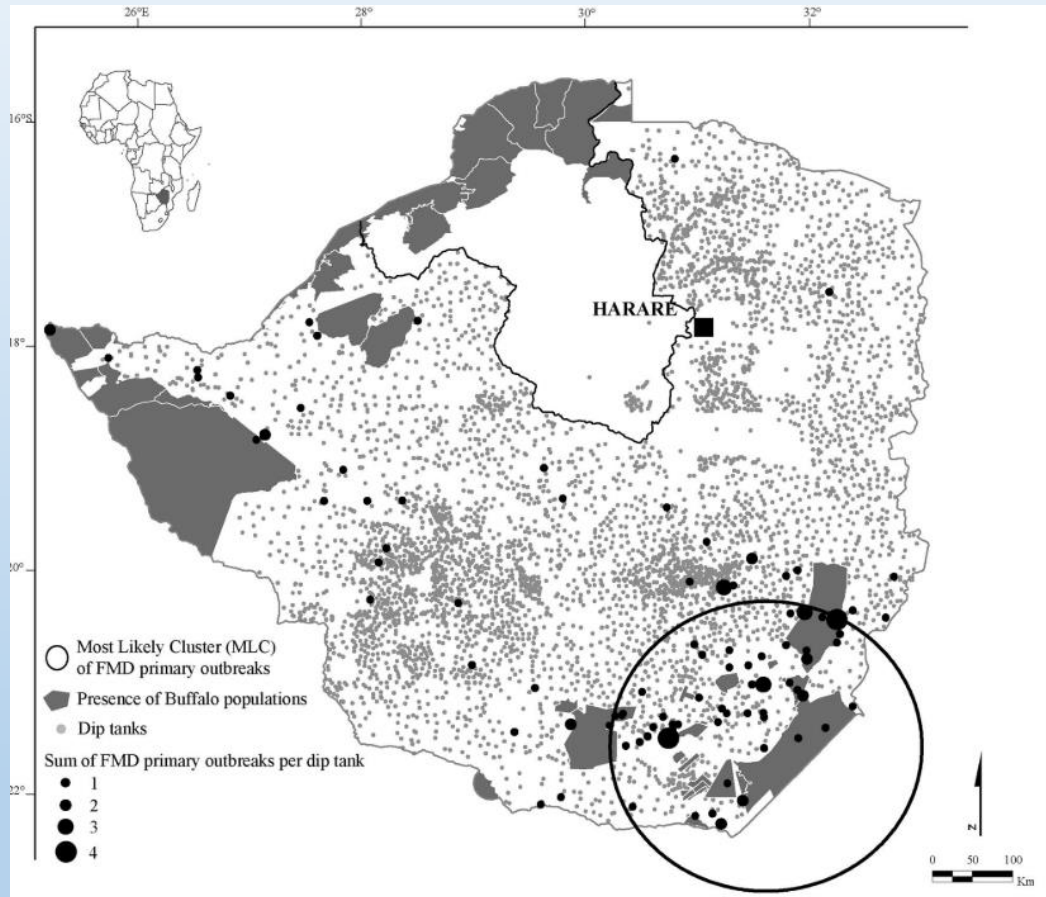 26°E
28°
30°
32°
16°S
HARARE
18°
20°
Most Likely Cluster (MLC)
of FMD primary outbreaks
Presence of Buffalo populations
Dip tanks
Sum of FMD primary outbreaks per dip tank
1
2
3
4
22°
N
0 50 100
Km